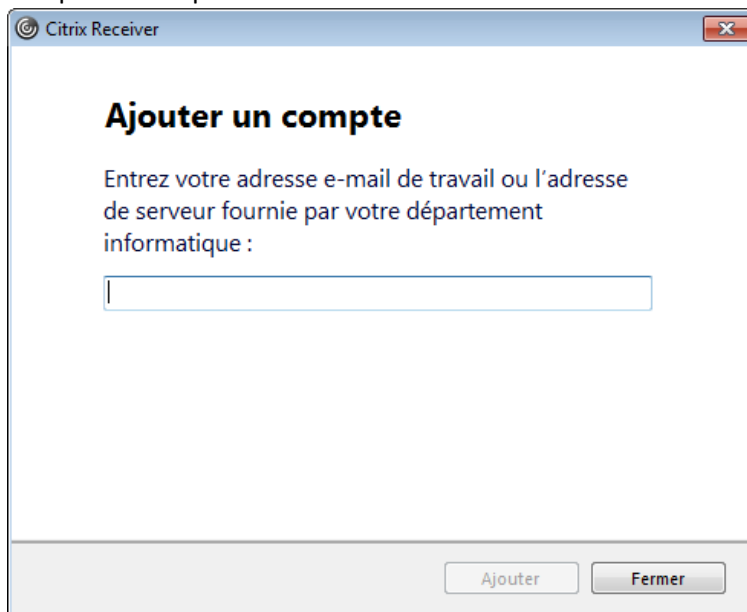 Citrix Receiver
Ajouter un compte
Entrez votre adresse e-mail de travail ou l'adresse
de serveur fournie par votre département
informatique :
Ajouter
Fermer